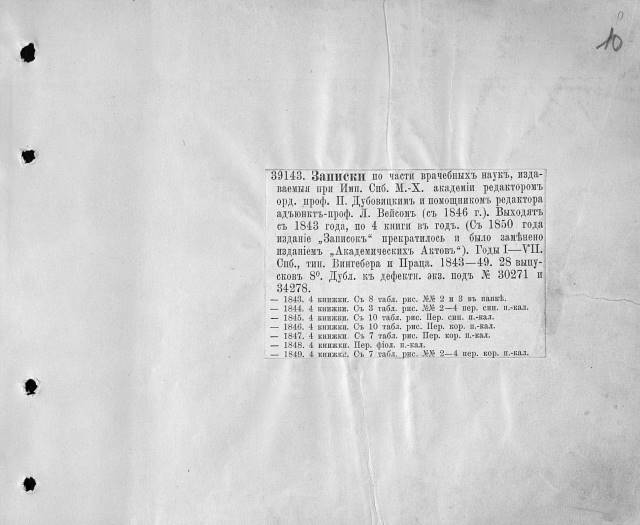 10
39143. Записки по части врачебныхъ наукъ, изда-
ваемыя при Имп. Спб. М.-Х. академіи редакторомъ
орд. проф. П. Дубовицкимъ и помощникомъ редактора
адъюнкт-проф. Л. Вейсомъ (съ 1846 г.). Выходятъ
съ 1843 года, по 4 книги въ годъ. (Съ 1850 года
изданіе „Записокъ“ прекратилось и было замѣнено
изданіемъ „Академическихъ Актовъ“). Годы I—VII.
Спб., тип. Вингебера и Праца. 1843—49. 28 выпу-
сковъ 8⁰. Дубл. къ дефектн. экз. подъ № 30271 и
34278.
— 1843. 4 книжки. Съ 8 табл. рис. №№ 2 и 3 въ папкѣ.
— 1844. 4 книжки. Съ 3 табл. рис. №№ 2—4 пер. син. п.-кал.
— 1845. 4 книжки. Съ 10 табл. рис. Пер. син. п.-кал.
— 1846. 4 книжки. Съ 10 табл. рис. Пер. кор. п.-кал.
— 1847. 4 книжки. Съ 7 табл. рис. Пер. кор. п.-кал.
— 1848. 4 книжки. Пер. фіол. п.-кал.
— 1849. 4 книжки. Съ 7 табл. рис. №№ 2—4 пер. кор. п.-кал.